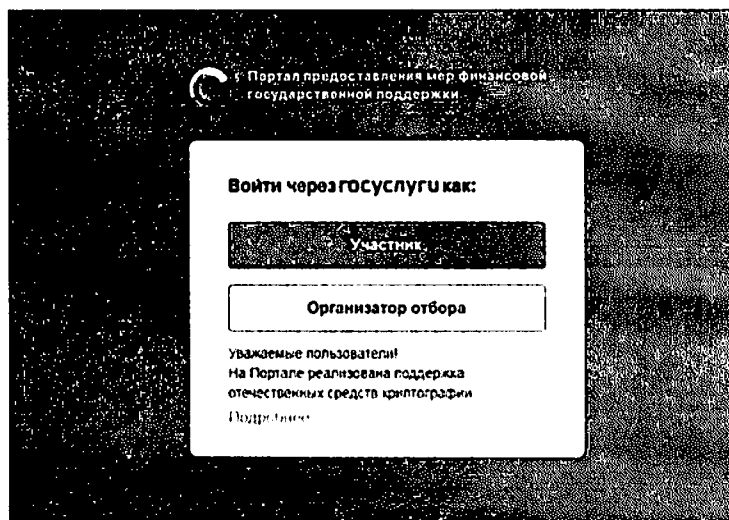 Портал предоставления мер финансовой
государственной поддержки
Войти через госуслуги как:
Участник
Организатор отбора
Уважаемые пользователи!
На Портале реализована поддержка
отечественных средств криптографии
Подробнее